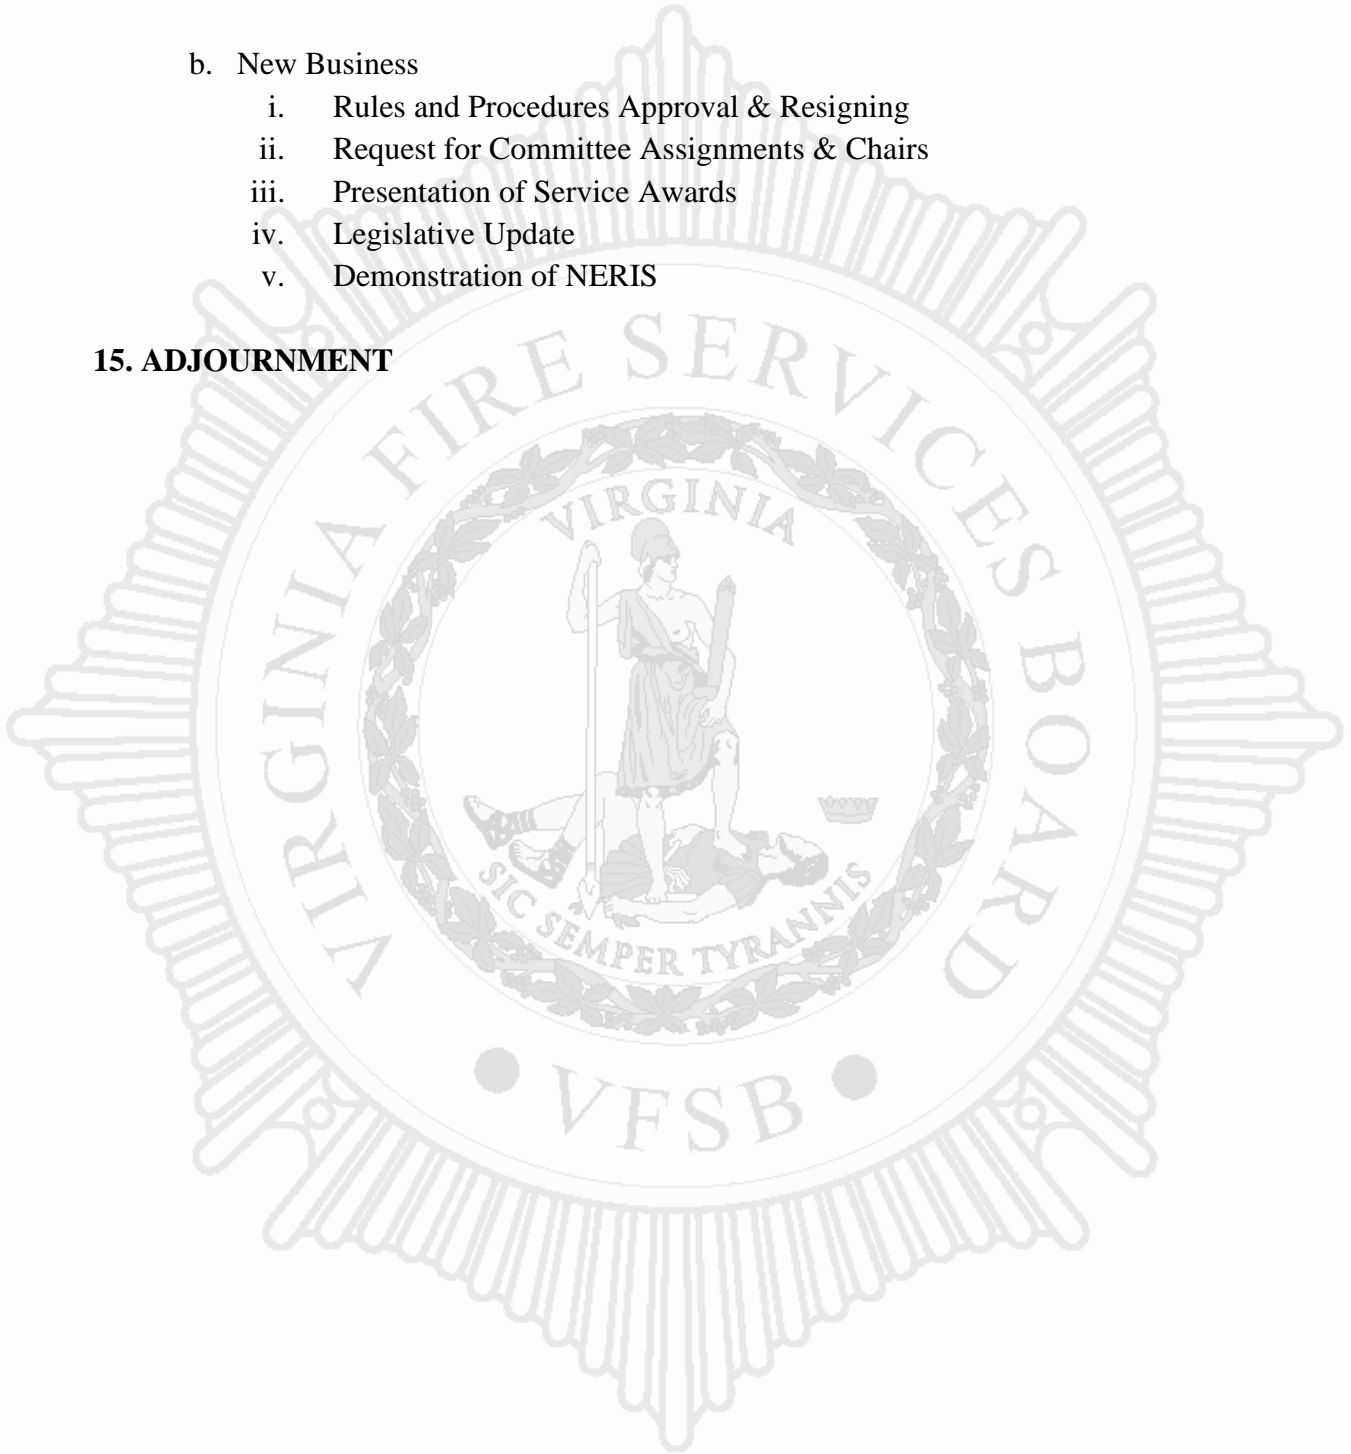 b. New Business
i. Rules and Procedures Approval & Resigning
ii. Request for Committee Assignments & Chairs
iii. Presentation of Service Awards
iv. Legislative Update
v. Demonstration of NERIS
15. ADJOURNMENT
VIRGINIA FIRE SERVICES BOARD
VIRGINIA
SIC SEMPER TYRANNIS
• VFSB •